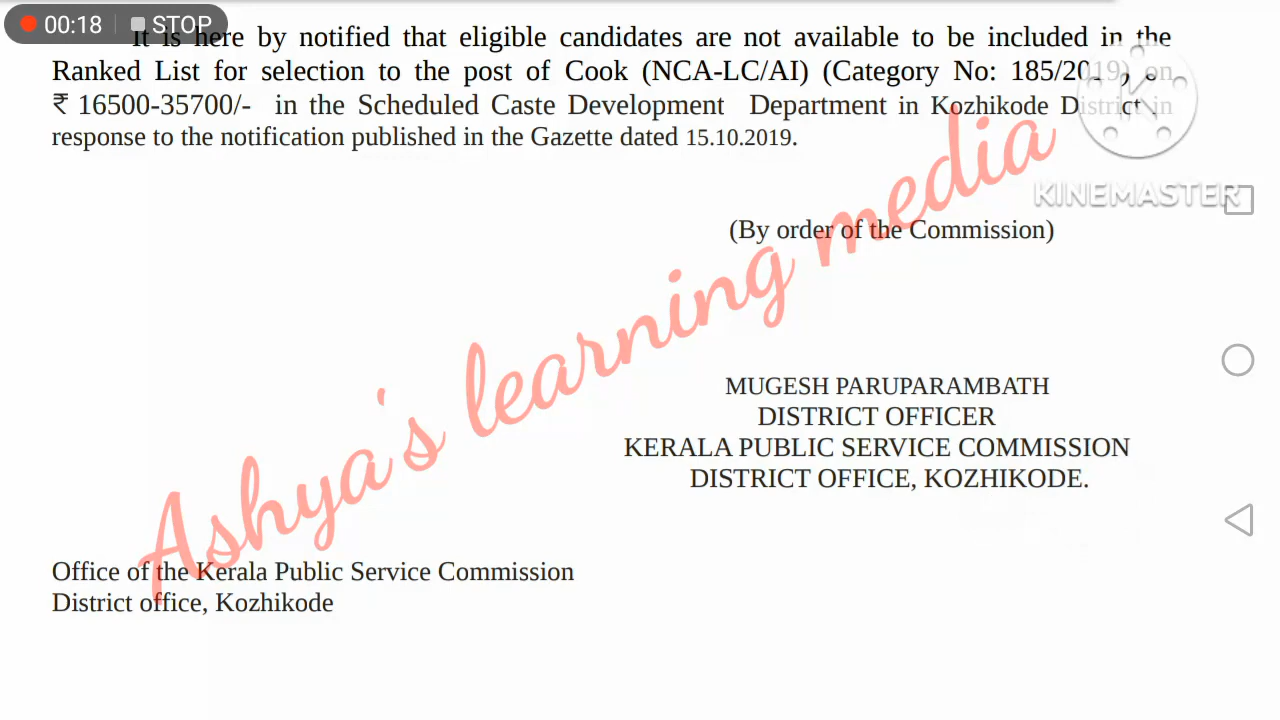 00:18 STOP
It is here by notified that eligible candidates are not available to be included in the
Ranked List for selection to the post of Cook (NCA-LC/AI) (Category No: 185/2019) on
₹ 16500-35700/- in the Scheduled Caste Development Department in Kozhikode District in
response to the notification published in the Gazette dated 15.10.2019.
KINEMASTER
(By order of the Commission)
Ashya's learning media
MUGESH PARUPARAMBATH
DISTRICT OFFICER
KERALA PUBLIC SERVICE COMMISSION
DISTRICT OFFICE, KOZHIKODE.
Office of the Kerala Public Service Commission
District office, Kozhikode